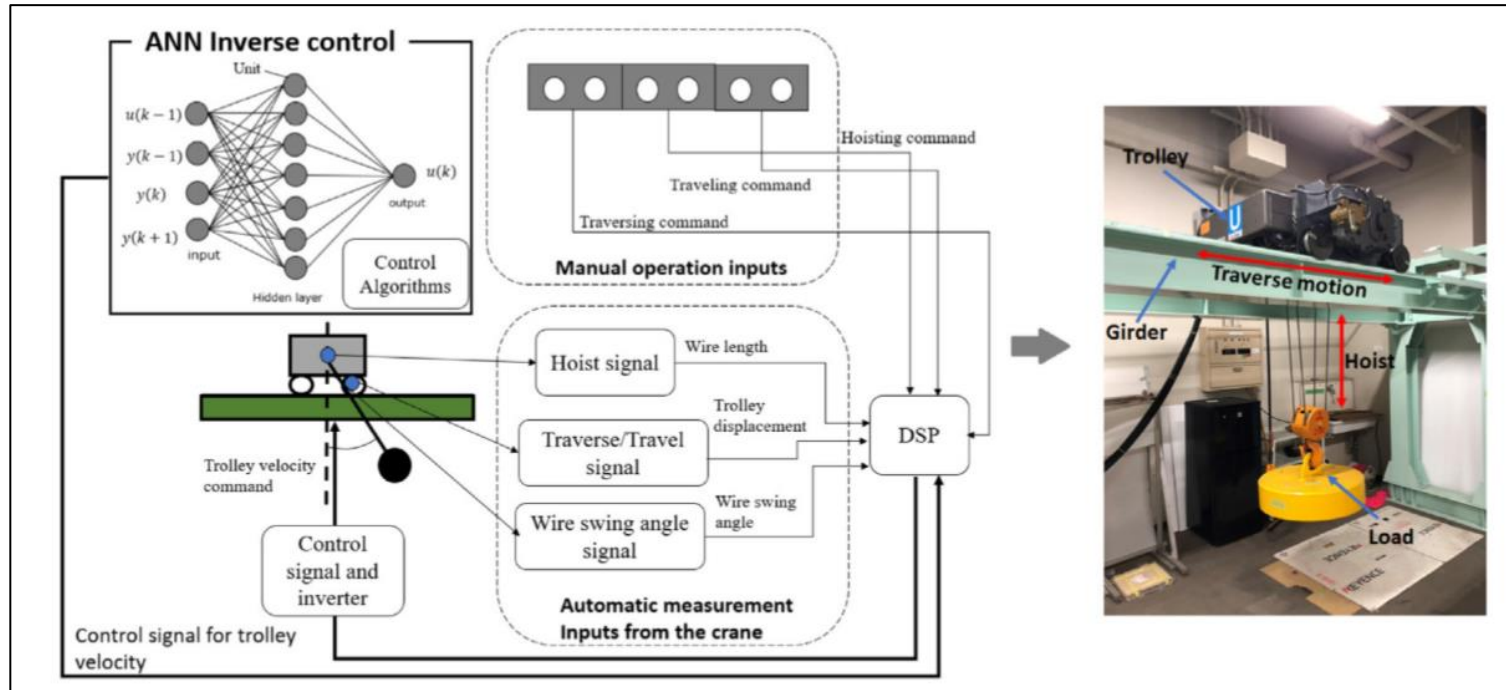 ANN Inverse control
Unit
u(k − 1)
y(k − 1)
y(k)
y(k + 1)
input
Hidden layer
u(k)
output
Control
Algorithms
Hoisting command
Traveling command
Traversing command
Manual operation inputs
Trolley velocity
command
Control
signal and
inverter
Control signal for trolley
velocity
Hoist signal
Traverse/Travel
signal
Wire swing angle
signal
Wire length
Trolley
displacement
Wire swing
angle
Automatic measurement
Inputs from the crane
DSP
Trolley
U
Traverse motion
Girder
Hoist
Load
KEYENCE